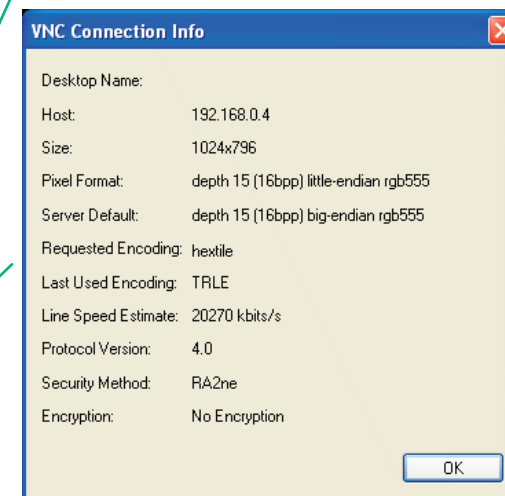 VNC Connection Info
Desktop Name:
Host: 192.168.0.4
Size: 1024x796
Pixel Format: depth 15 (16bpp) little-endian rgb555
Server Default: depth 15 (16bpp) big-endian rgb555
Requested Encoding: hextile
Last Used Encoding: TRLE
Line Speed Estimate: 20270 kbits/s
Protocol Version: 4.0
Security Method: RA2ne
Encryption: No Encryption
OK